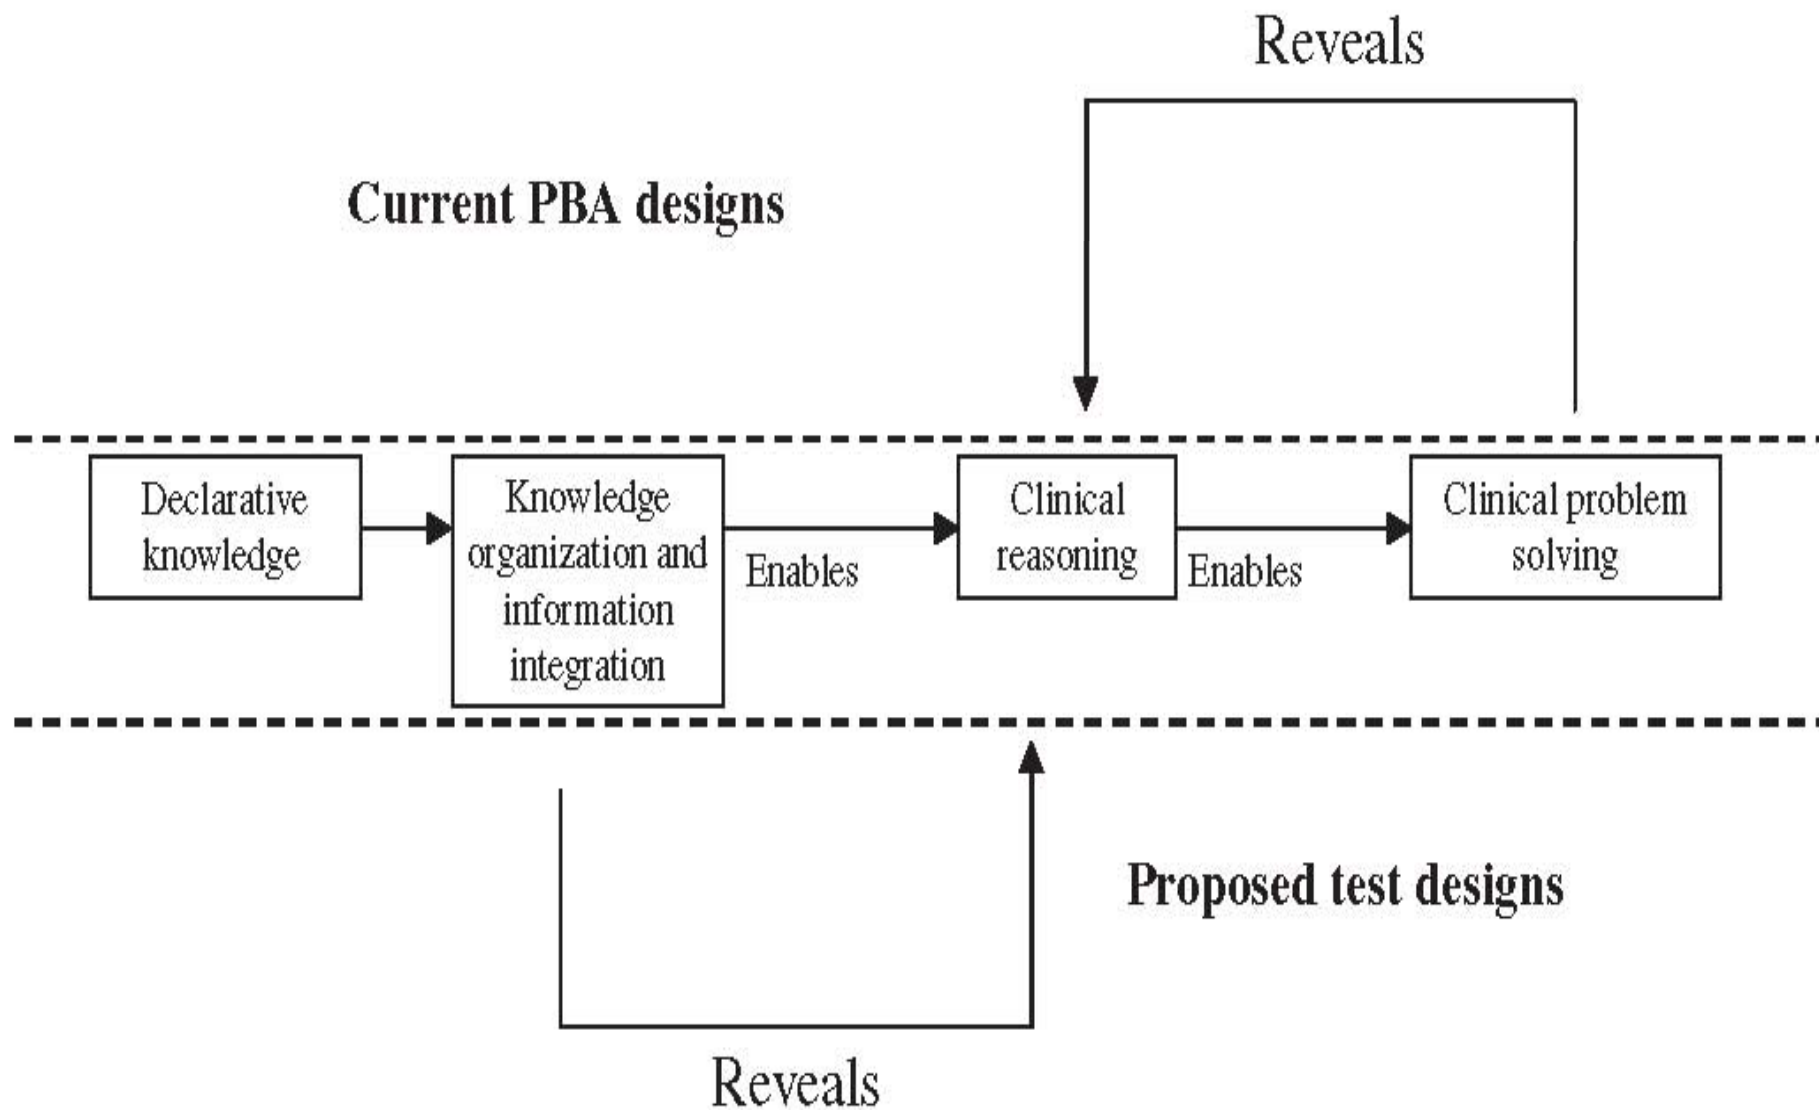 Reveals
Current PBA designs
Declarative
knowledge
Knowledge
organization and
information
integration
Enables
Clinical
reasoning
Enables
Clinical problem
solving
Proposed test designs
Reveals